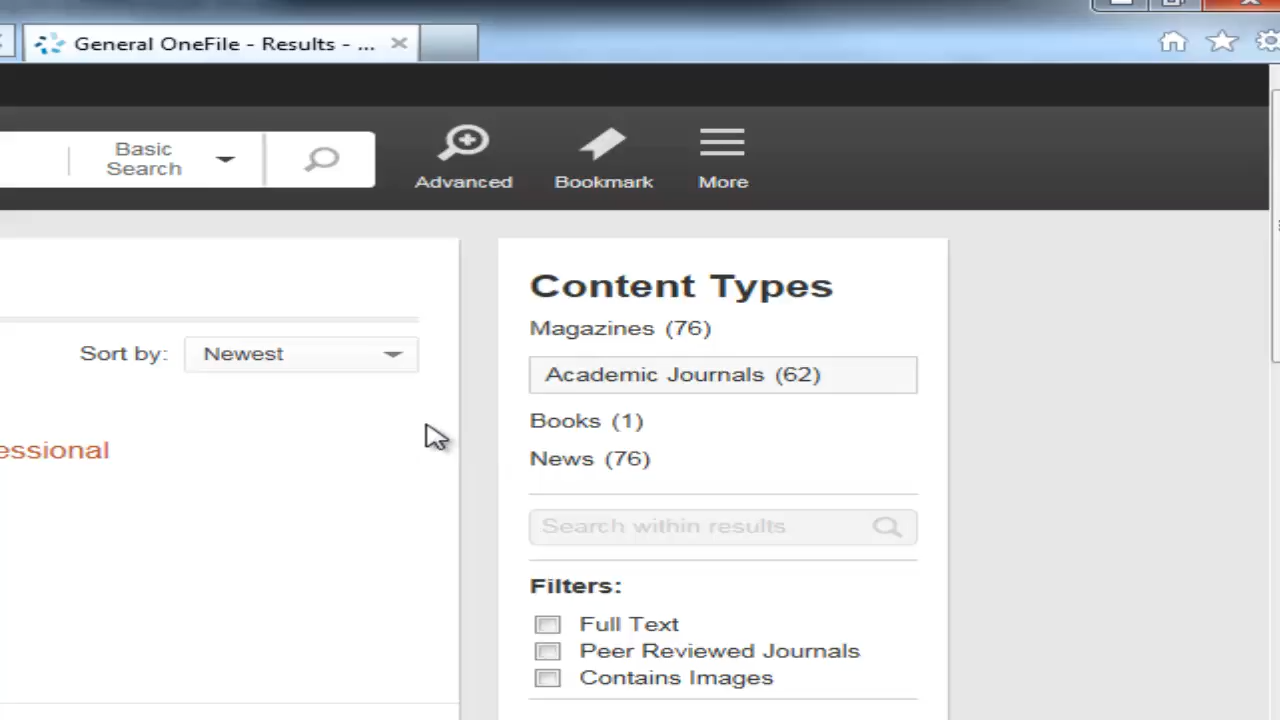 General OneFile - Results - ...
Basic
Search
Advanced
Bookmark
More
Content Types
Magazines (76)
Sort by: Newest
Academic Journals (62)
Books (1)
essional
News (76)
Search within results
Filters:
Full Text
Peer Reviewed Journals
Contains Images